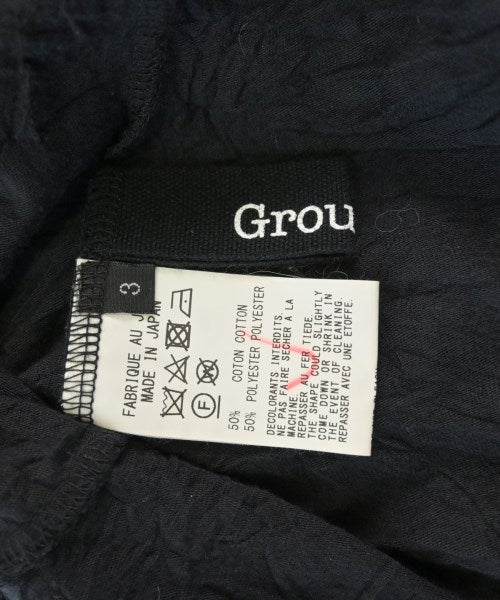 Grou
3
FABRIQUE AU J
MADE IN JAPAN
F
50% COTON COTTON
50% POLYESTER POLYESTER
DECOLORANTS INTERDITS.
NE PAS FAIRE SECHER A LA
MACHINE
REPASSER AU FER TIEDE.
THE SHAPE COULD SLIGHTLY
COME DOWN OR SHRINK IN
THE EVENT OF CLEANING.
REPASSER AVEC UNE ETOFFE.